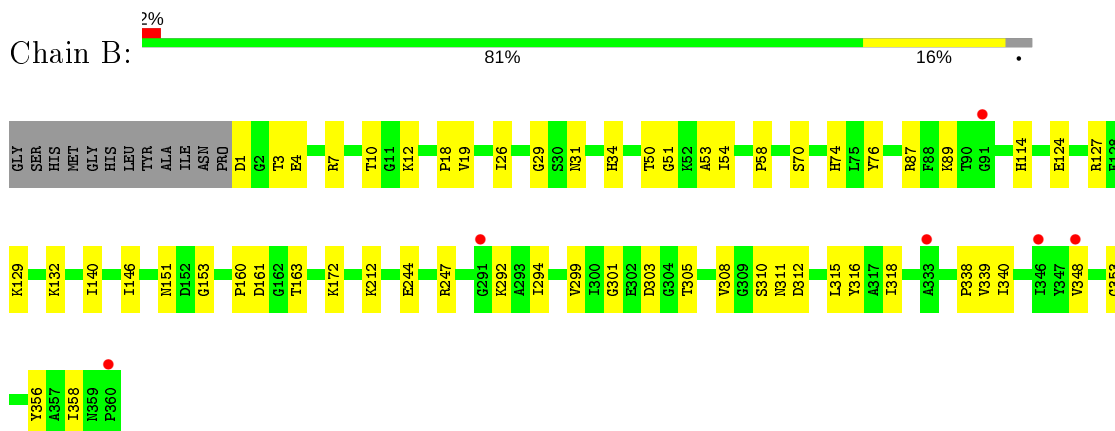 2%
Chain B:
81% 16% •
GLY SER HIS MET GLY HIS LEU TYR ALA ILE ASN PRO D1 G2 T3 E4 R7 T10 G11 K12 P18 V19 I26 G29 S30 N31 H34 T50 G51 K52 A53 I54 P58 S70 H74 L75 Y76 R87 F88 K89 T90 G91 H114 E124 R127
K129 K132 I140 I146 N151 D152 G153 P160 D161 G162 T163 K172 K212 E244 R247 G291 K292 A293 I294 V299 I300 G301 E302 D303 G304 T305 V308 G309 S310 N311 D312 L315 Y316 A317 I318 A333 P338 V339 I340 I346 Y347 V348
Y356 A357 I358 N359 P360